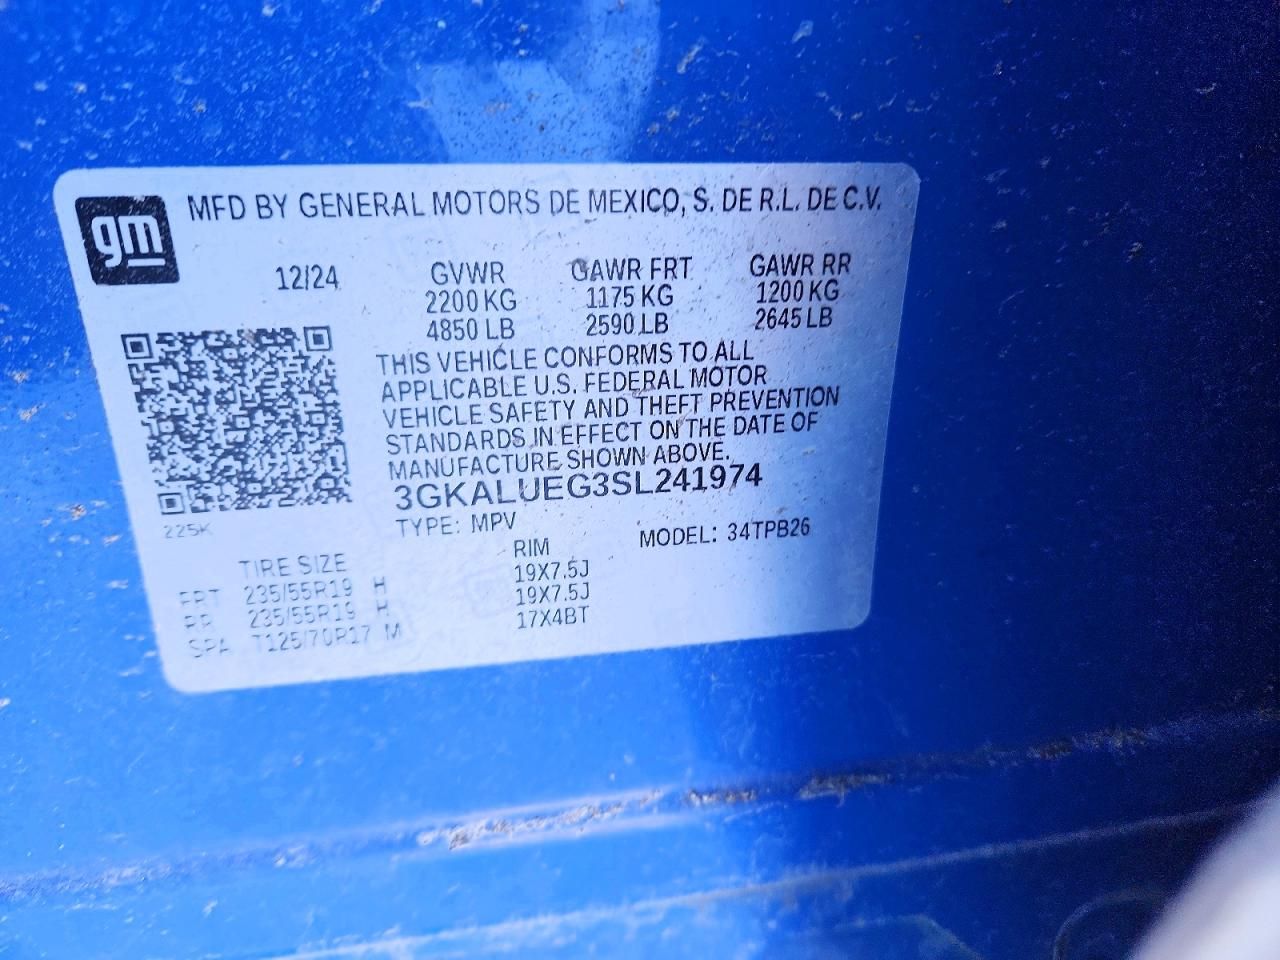 gm
MFD BY GENERAL MOTORS DE MEXICO, S. DE R.L. DE C.V.
12/24 GVWR GAWR FRT GAWR RR
2200 KG 1175 KG 1200 KG
4850 LB 2590 LB 2645 LB
THIS VEHICLE CONFORMS TO ALL
APPLICABLE U.S. FEDERAL MOTOR
VEHICLE SAFETY AND THEFT PREVENTION
STANDARDS IN EFFECT ON THE DATE OF
MANUFACTURE SHOWN ABOVE.
3GKALUEG3SL241974
225K
TYPE: MPV MODEL: 34TPB26
TIRE SIZE RIM
FRT 235/55R19 H 19X7.5J
RR 235/55R19 H 19X7.5J
SPA T125/70R17 M 17X4BT